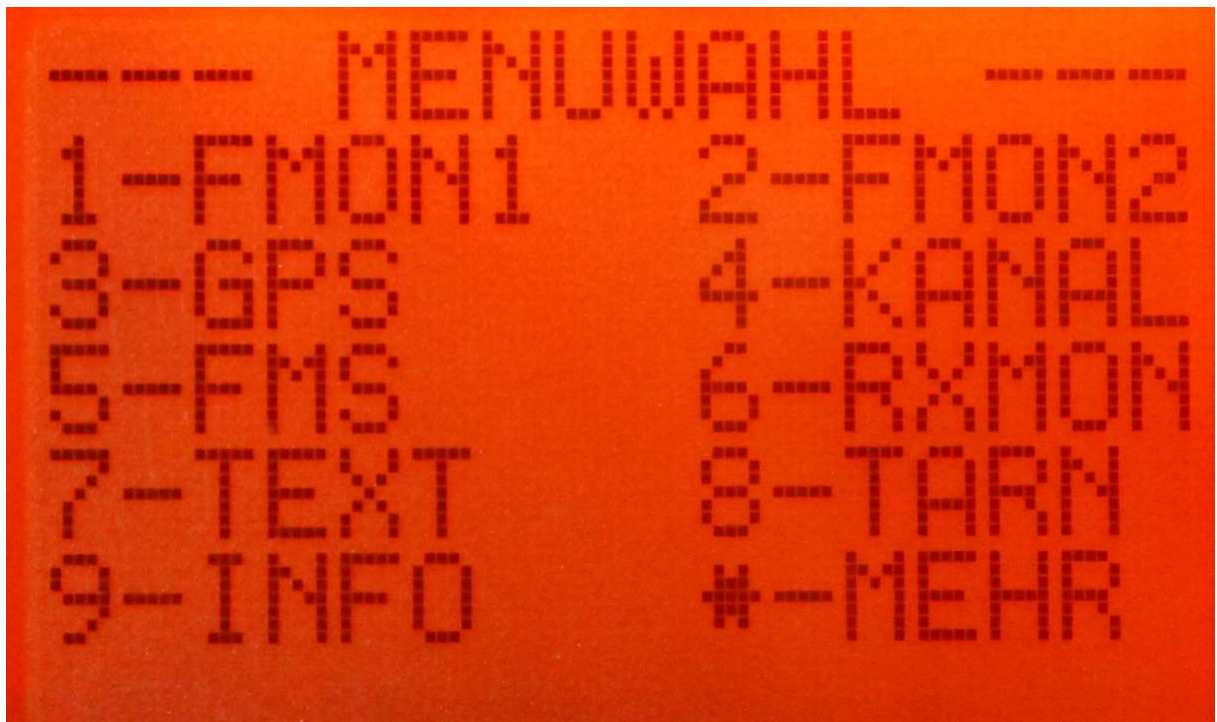 --- MENUWAHL ---
1-FMON1 2-FMON2
3-GPS 4-KANAL
5-FMS 6-RXMON
7-TEXT 8-TARN
9-INFO #-MEHR